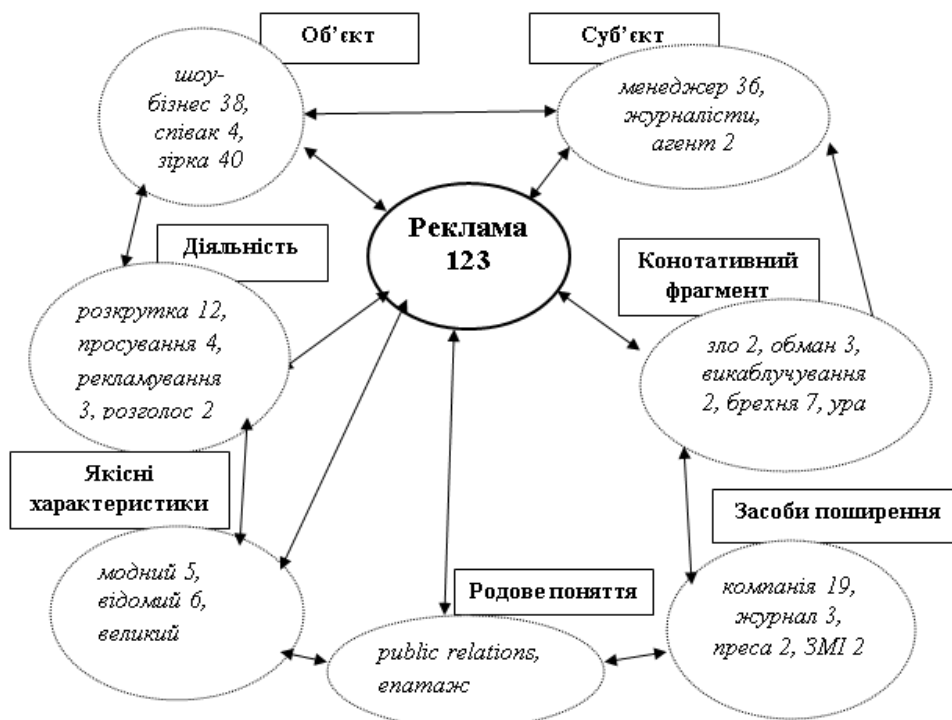 Об’єкт
Суб’єкт
шоу-
бізнес 38,
співак 4,
зірка 40
менеджер 36,
журналісти,
агент 2
Реклама
123
Діяльність
Конотативний
фрагмент
розкрутка 12,
просування 4,
рекламування
3, розголос 2
зло 2, обман 3,
викаблучування
2, брехня 7, ура
Якісні
характеристики
Засоби поширення
модний 5,
відомий 6,
великий
Родове поняття
public relations,
епатаж
компанія 19,
журнал 3,
преса 2, ЗМІ 2